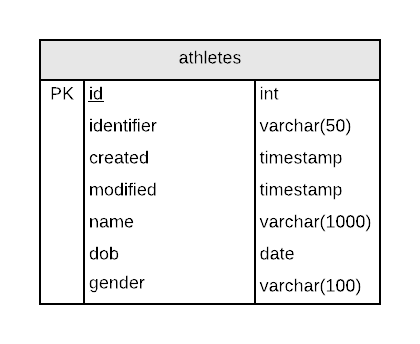 athletes
PK id int
identifier varchar(50)
created timestamp
modified timestamp
name varchar(1000)
dob date
gender varchar(100)